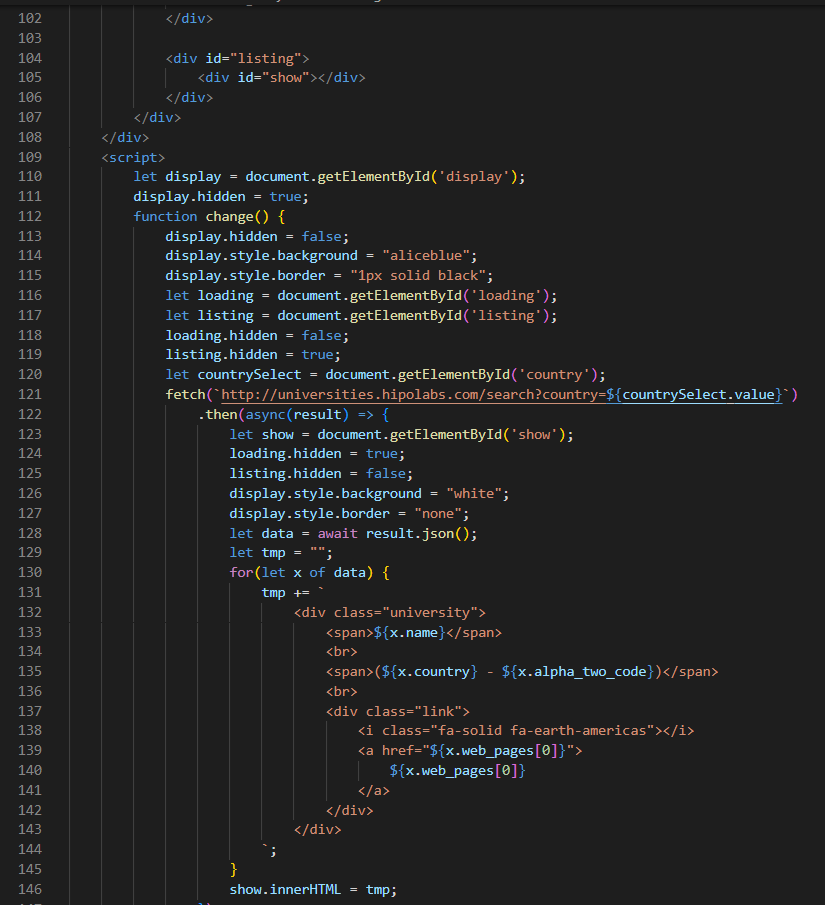 102 </div>
103
104 <div id="listing">
105 <div id="show"></div>
106 </div>
107 </div>
108 </div>
109 <script>
110 let display = document.getElementById('display');
111 display.hidden = true;
112 function change() {
113 display.hidden = false;
114 display.style.background = "aliceblue";
115 display.style.border = "1px solid black";
116 let loading = document.getElementById('loading');
117 let listing = document.getElementById('listing');
118 loading.hidden = false;
119 listing.hidden = true;
120 let countrySelect = document.getElementById('country');
121 fetch(`http://universities.hipolabs.com/search?country=${countrySelect.value}`)
122 .then(async(result) => {
123 let show = document.getElementById('show');
124 loading.hidden = true;
125 listing.hidden = false;
126 display.style.background = "white";
127 display.style.border = "none";
128 let data = await result.json();
129 let tmp = "";
130 for(let x of data) {
131 tmp += `
132 <div class="university">
133 <span>${x.name}</span>
134 <br>
135 <span>(${x.country} - ${x.alpha_two_code})</span>
136 <br>
137 <div class="link">
138 <i class="fa-solid fa-earth-americas"></i>
139 <a href="${x.web_pages[0]}">
140 ${x.web_pages[0]}
141 </a>
142 </div>
143 </div>
144 `;
145 }
146 show.innerHTML = tmp;